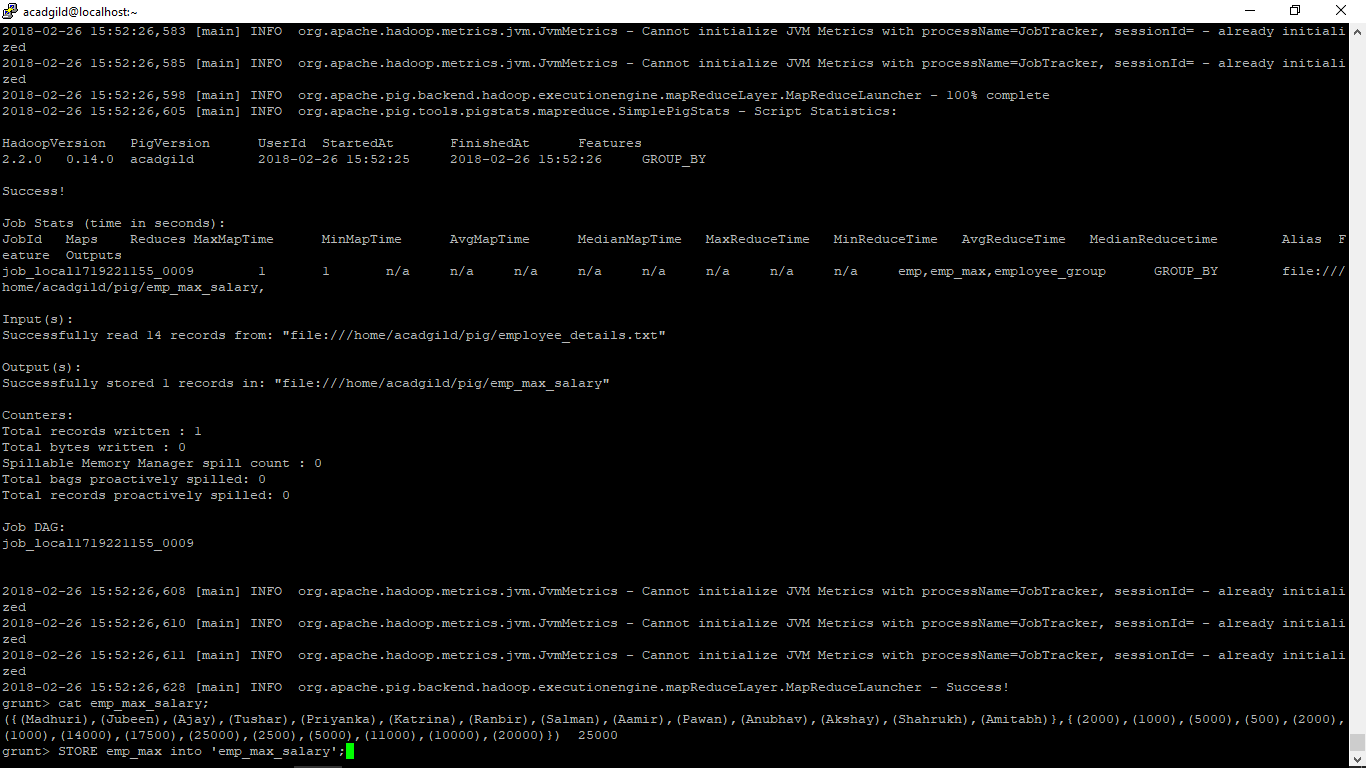 acadgild@localhost:~
2018-02-26 15:52:26,583 [main] INFO  org.apache.hadoop.metrics.jvm.JvmMetrics - Cannot initialize JVM Metrics with processName=JobTracker, sessionId= - already initiali
zed
2018-02-26 15:52:26,585 [main] INFO  org.apache.hadoop.metrics.jvm.JvmMetrics - Cannot initialize JVM Metrics with processName=JobTracker, sessionId= - already initiali
zed
2018-02-26 15:52:26,598 [main] INFO  org.apache.pig.backend.hadoop.executionengine.mapReduceLayer.MapReduceLauncher - 100% complete
2018-02-26 15:52:26,605 [main] INFO  org.apache.pig.tools.pigstats.mapreduce.SimplePigStats - Script Statistics:
HadoopVersion   PigVersion      UserId  StartedAt       FinishedAt      Features
2.2.0   0.14.0  acadgild        2018-02-26 15:52:25     2018-02-26 15:52:26     GROUP_BY
Success!
Job Stats (time in seconds):
JobId   Maps    Reduces MaxMapTime      MinMapTime      AvgMapTime      MedianMapTime   MaxReduceTime   MinReduceTime   AvgReduceTime   MedianReducetime        Alias  F
eature  Outputs
job_local1719221155_0009        1       1       n/a     n/a     n/a     n/a     n/a     n/a     n/a     n/a     emp,emp_max,employee_group      GROUP_BY        file:///
home/acadgild/pig/emp_max_salary,
Input(s):
Successfully read 14 records from: "file:///home/acadgild/pig/employee_details.txt"
Output(s):
Successfully stored 1 records in: "file:///home/acadgild/pig/emp_max_salary"
Counters:
Total records written : 1
Total bytes written : 0
Spillable Memory Manager spill count : 0
Total bags proactively spilled: 0
Total records proactively spilled: 0
Job DAG:
job_local1719221155_0009
2018-02-26 15:52:26,608 [main] INFO  org.apache.hadoop.metrics.jvm.JvmMetrics - Cannot initialize JVM Metrics with processName=JobTracker, sessionId= - already initiali
zed
2018-02-26 15:52:26,610 [main] INFO  org.apache.hadoop.metrics.jvm.JvmMetrics - Cannot initialize JVM Metrics with processName=JobTracker, sessionId= - already initiali
zed
2018-02-26 15:52:26,611 [main] INFO  org.apache.hadoop.metrics.jvm.JvmMetrics - Cannot initialize JVM Metrics with processName=JobTracker, sessionId= - already initiali
zed
2018-02-26 15:52:26,628 [main] INFO  org.apache.pig.backend.hadoop.executionengine.mapReduceLayer.MapReduceLauncher - Success!
grunt> cat emp_max_salary;
({(Madhuri),(Jubeen),(Ajay),(Tushar),(Priyanka),(Katrina),(Ranbir),(Salman),(Aamir),(Pawan),(Anubhav),(Akshay),(Shahrukh),(Amitabh)},{(2000),(1000),(5000),(500),(2000),
(1000),(14000),(17500),(25000),(2500),(5000),(11000),(10000),(20000)})  25000
grunt> STORE emp_max into 'emp_max_salary';